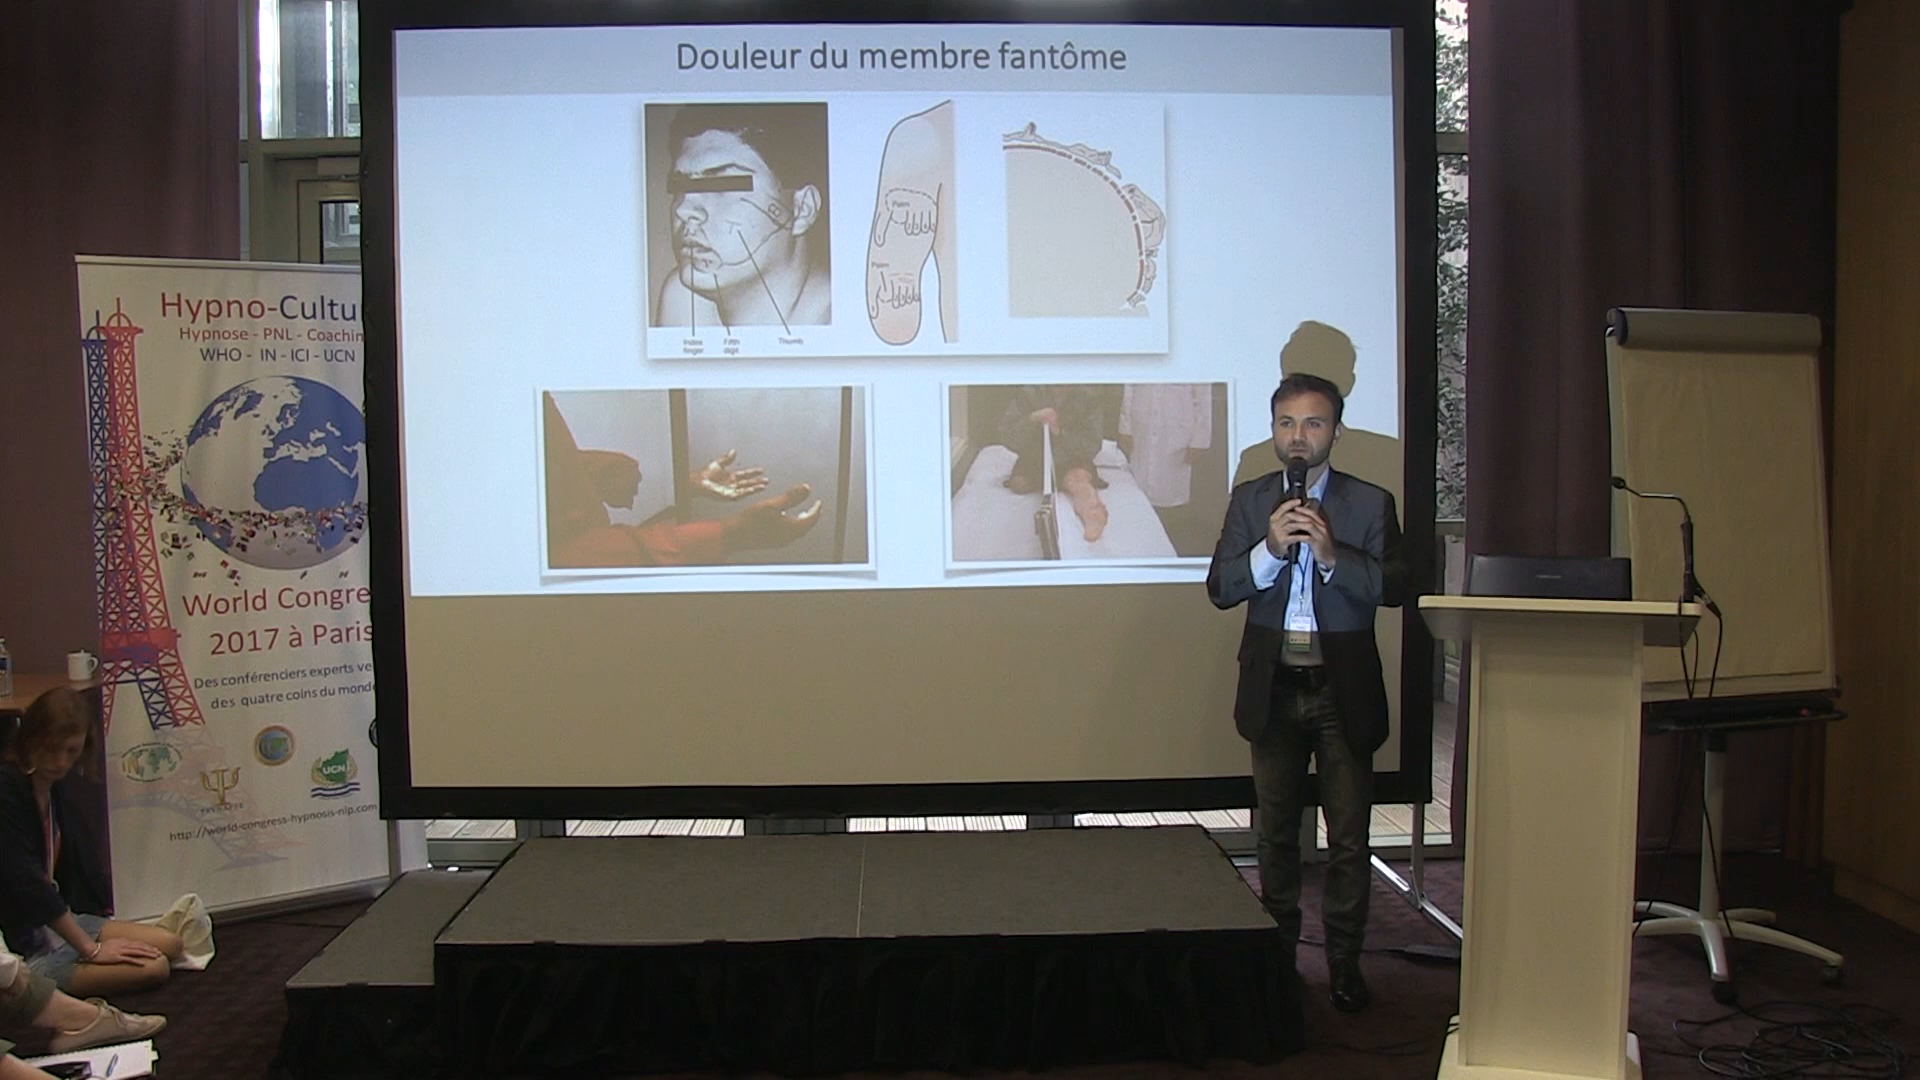 Douleur du membre fantôme
Palm
Palm
Index
finger
Fifth
digit
Thumb
Hypno-Cultu
Hypnose - PNL - Coachin
WHO - IN - ICI - UCN
World Congre
2017 à Paris
Des conférenciers experts ve
des quatre coins du monde
UCN
http://world-congress-hypnosis-nlp.com